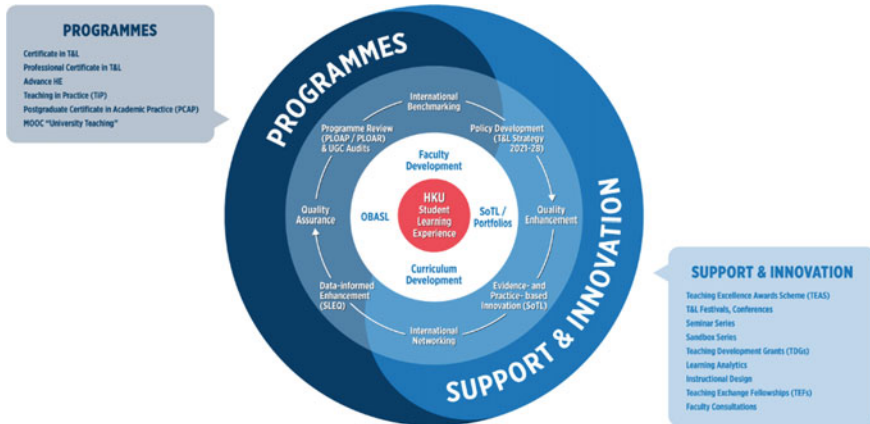 PROGRAMMES
Certificate in T&L
Professional Certificate in T&L
Advance HE
Teaching in Practice (TiP)
Postgraduate Certificate in Academic Practice (PCAP)
MOOC “University Teaching”
PROGRAMMES
International
Benchmarking
Programme Review
(PLOAP / PLOAR)
& UGC Audits
Policy Development
(T&L Strategy
2021-28)
Faculty
Development
Quality
Assurance
OBASL
HKU
Student
Learning
Experience
SoTL /
Portfolios
Quality
Enhancement
Curriculum
Development
Data-informed
Enhancement
(SLEQ)
Evidence- and
Practice- based
Innovation (SoTL)
International
Networking
SUPPORT & INNOVATION
SUPPORT & INNOVATION
Teaching Excellence Awards Scheme (TEAS)
T&L Festivals, Conferences
Seminar Series
Sandbox Series
Teaching Development Grants (TDGs)
Learning Analytics
Instructional Design
Teaching Exchange Fellowships (TEFs)
Faculty Consultations